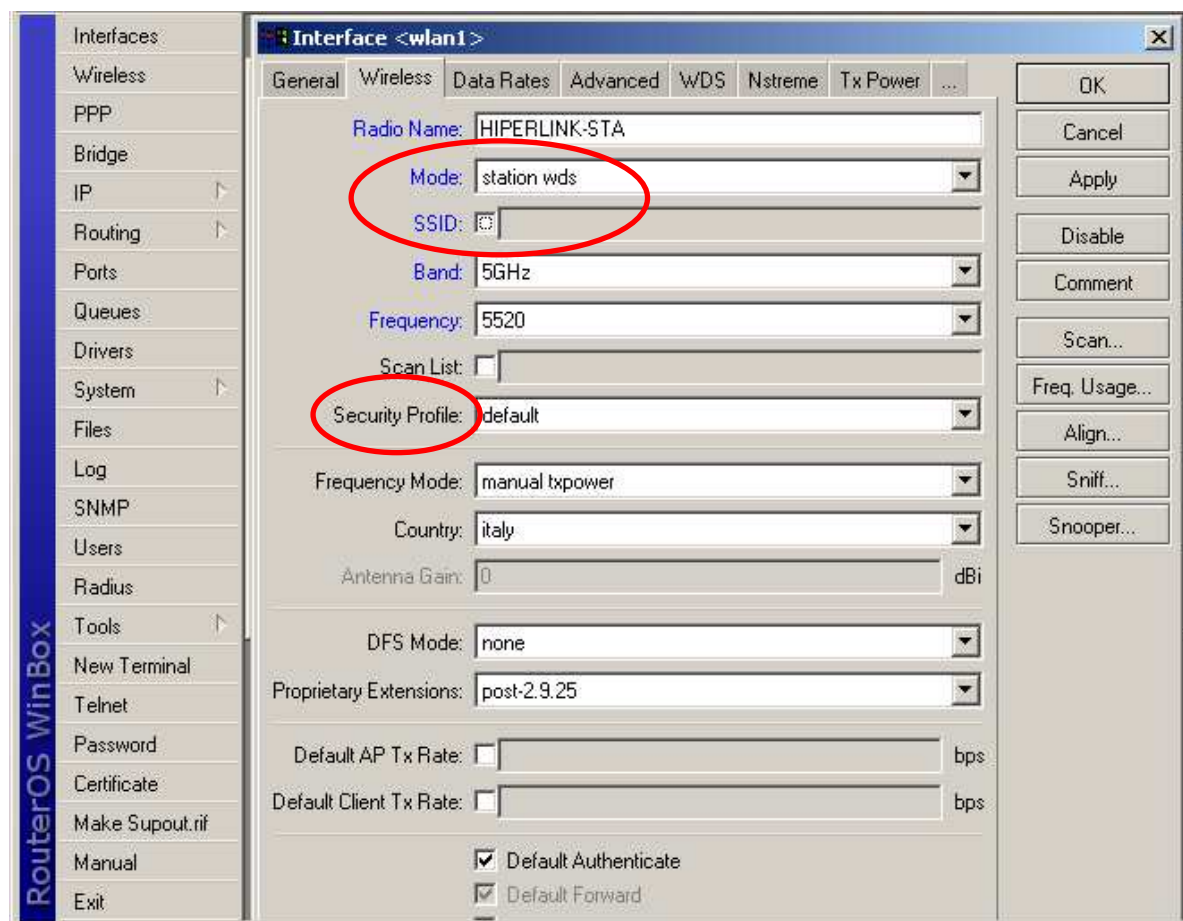 RouterOS WinBox
Interfaces
Wireless
PPP
Bridge
IP
Routing
Ports
Queues
Drivers
System
Files
Log
SNMP
Users
Radius
Tools
New Terminal
Telnet
Password
Certificate
Make Supout.rif
Manual
Exit
Interface <wlan1>
General Wireless Data Rates Advanced WDS Nstreme Tx Power ...
Radio Name: HIPERLINK-STA
Mode: station wds
SSID:
Band: 5GHz
Frequency: 5520
Scan List:
Security Profile: default
Frequency Mode: manual txpower
Country: italy
Antenna Gain: 0 dBi
DFS Mode: none
Proprietary Extensions: post-2.9.25
Default AP Tx Rate: bps
Default Client Tx Rate: bps
Default Authenticate
Default Forward
OK
Cancel
Apply
Disable
Comment
Scan...
Freq. Usage...
Align...
Sniff...
Snooper...